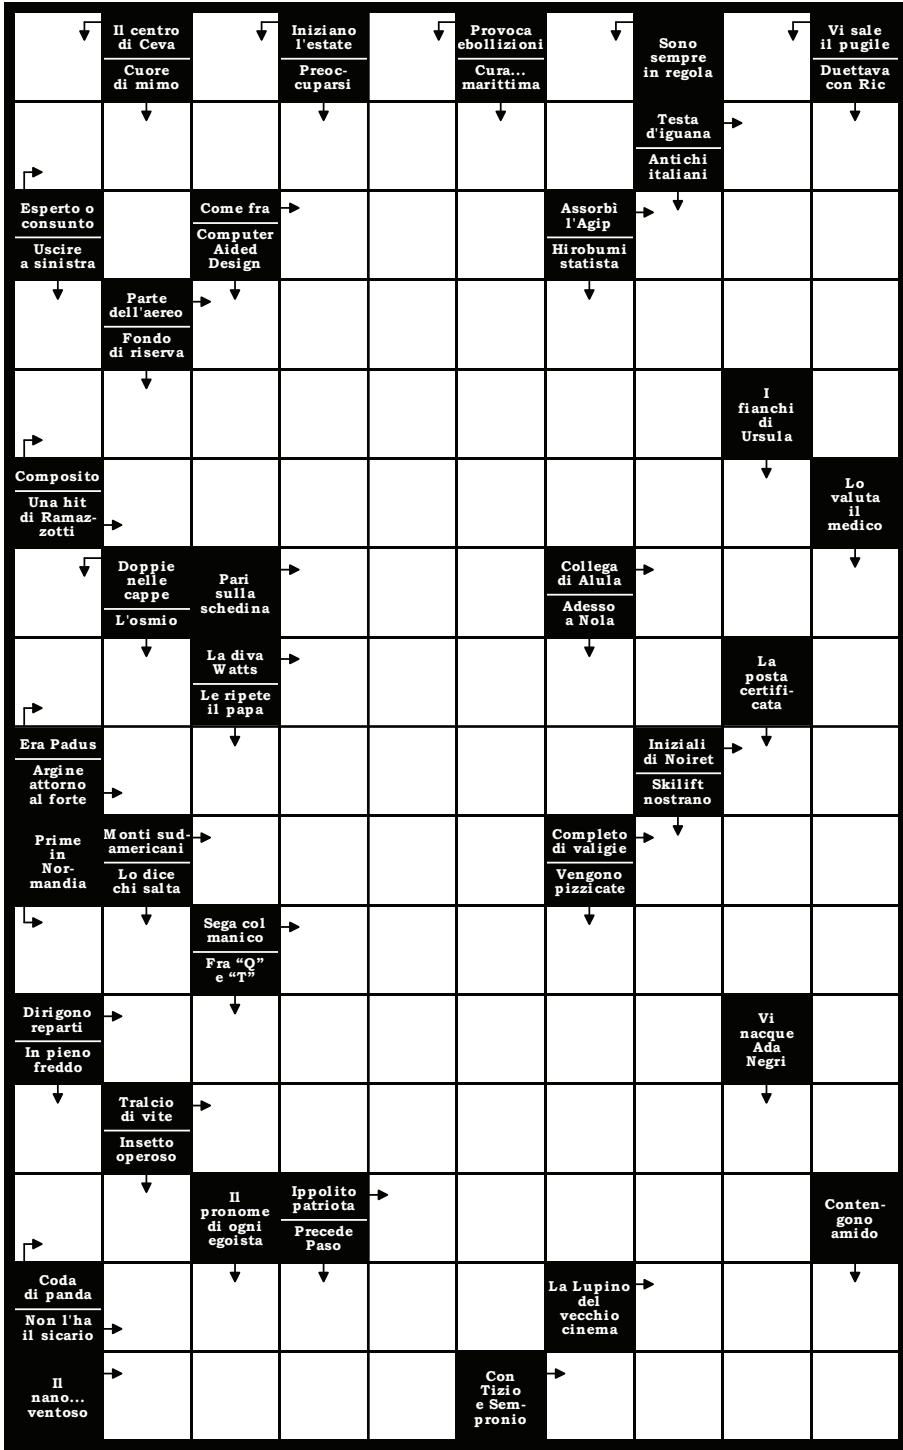 Il centro
di Ceva
Cuore
di mimo
Iniziano
l'estate
Preoc-
cuparsi
Provoca
ebollizioni
Cura...
marittima
Sono
sempre
in regola
Vi sale
il pugile
Duettava
con Ric
Testa
d'iguana
Antichi
italiani
Esperto o
consunto
Uscire
a sinistra
Come fra
Computer
Aided
Design
Assorbì
l'Agip
Hirobumi
statista
Parte
dell'aereo
Fondo
di riserva
I
fianchi
di
Ursula
Composito
Una hit
di Ramaz-
zotti
Lo
valuta
il
medico
Doppie
nelle
cappe
L'osmio
Pari
sulla
schedina
Collega
di Alula
Adesso
a Nola
La diva
Watts
Le ripete
il papa
La
posta
certifi-
cata
Era Padus
Argine
attorno
al forte
Iniziali
di Noiret
Skilift
nostrano
Prime
in
Nor-
mandia
Monti sud-
americani
Lo dice
chi salta
Completo
di valigie
Vengono
pizzicate
Sega col
manico
Fra “Q”
e “T”
Dirigono
reparti
In pieno
freddo
Vi
nacque
Ada
Negri
Tralcio
di vite
Insetto
operoso
Il
pronome
di ogni
egoista
Ippolito
patriota
Precede
Paso
Conten-
gono
amido
Coda
di panda
Non l'ha
il sicario
La Lupino
del
vecchio
cinema
Il
nano...
ventoso
Con
Tizio
e Sem-
pronio